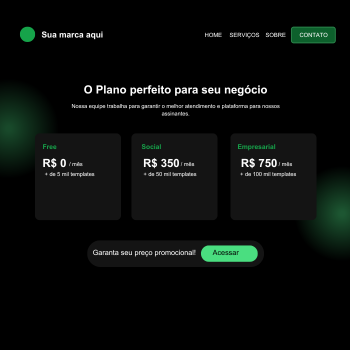 Sua marca aqui
HOME SERVIÇOS SOBRE CONTATO
O Plano perfeito para seu negócio
Nossa equipe trabalha para garantir o melhor atendimento e plataforma para nossos
assinantes.
Free
R$ 0 / mês
+ de 5 mil templates
Social
R$ 350 / mês
+ de 50 mil templates
Empresarial
R$ 750 / mês
+ de 100 mil templates
Garanta seu preço promocional! Acessar